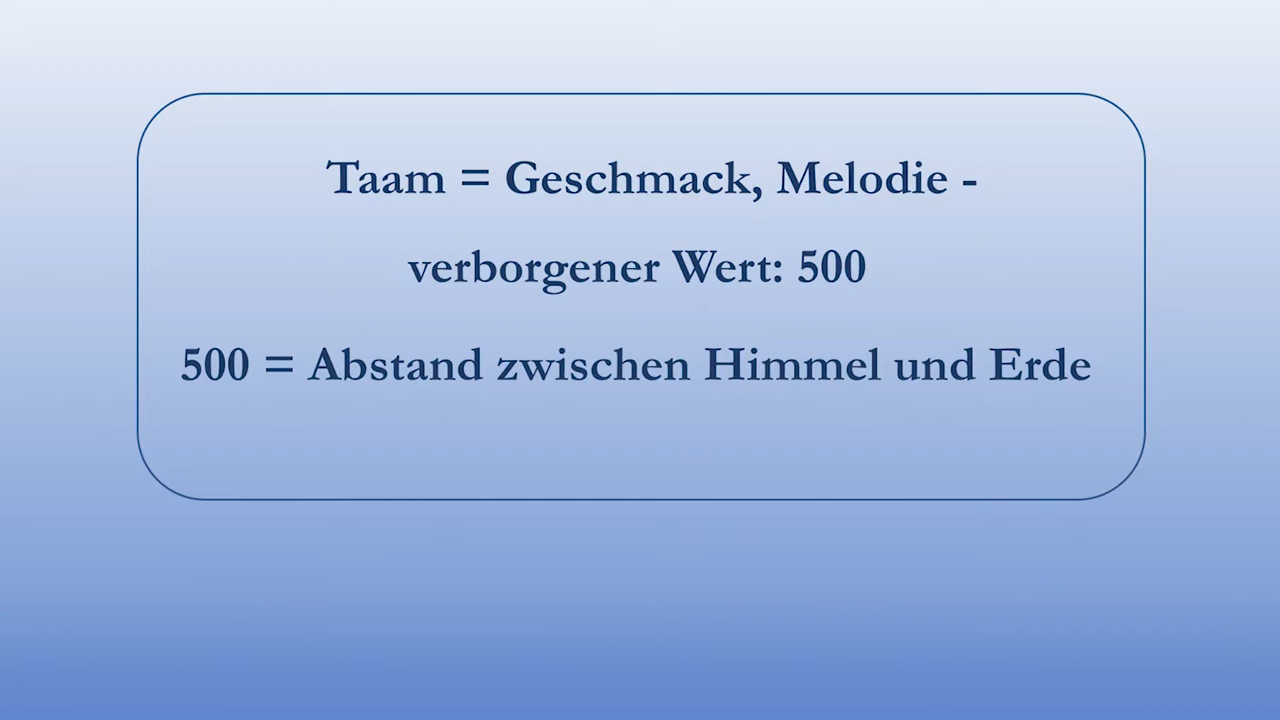 Taam = Geschmack, Melodie -
verborgener Wert: 500
500 = Abstand zwischen Himmel und Erde